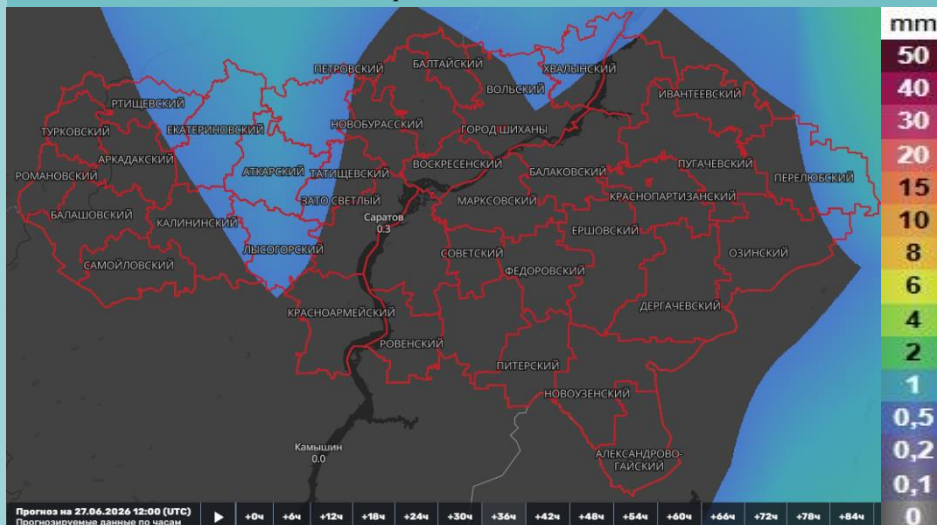 mm
50
40
30
20
15
10
8
6
4
2
1
0,5
0,2
0,1
0
ПЕТРОВСКИЙ
БАЛТАЙСКИЙ
ХВАЛЫНСКИЙ
ВОЛЬСКИЙ
ИВАНТЕЕВСКИЙ
РТИЩЕВСКИЙ
ТУРКОВСКИЙ
ЕКАТЕРИНОВСКИЙ
НОВОБУРАССКИЙ
ГОРОД ШИХАНЫ
АРКАДАКСКИЙ
ВОСКРЕСЕНСКИЙ
ПУГАЧЕВСКИЙ
РОМАНОВСКИЙ
АТКАРСКИЙ
ТАТИЩЕВСКИЙ
БАЛАКОВСКИЙ
ПЕРЕЛЮБСКИЙ
ЗАТО СВЕТЛЫЙ
МАРКСОВСКИЙ
КРАСНОПАРТИЗАНСКИЙ
БАЛАШОВСКИЙ
КАЛИНИНСКИЙ
Саратов
0.3
ЕРШОВСКИЙ
ЛЫСОГОРСКИЙ
СОВЕТСКИЙ
ОЗИНСКИЙ
САМОЙЛОВСКИЙ
ФЕДОРОВСКИЙ
КРАСНОАРМЕЙСКИЙ
ДЕРГАЧЕВСКИЙ
РОВЕНСКИЙ
ПИТЕРСКИЙ
НОВОУЗЕНСКИЙ
Камышин
0.0
АЛЕКСАНДРОВО-
ГАЙСКИЙ
Прогноз на 27.06.2026 12:00 (UTC)
Прогнозируемые данные по часам
+0ч +6ч +12ч +18ч +24ч +30ч +36ч +42ч +48ч +54ч +60ч +66ч +72ч +78ч +84ч